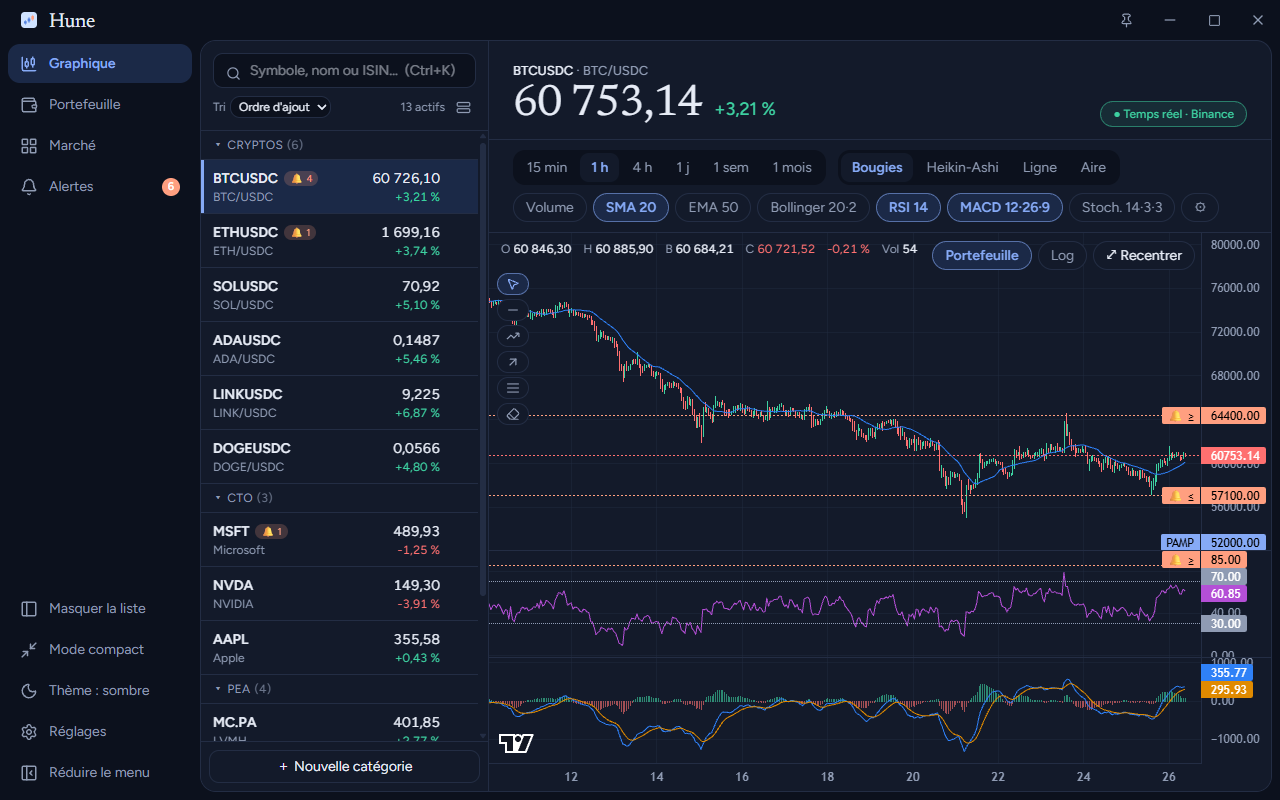 Hune
Graphique
Portefeuille
Marché
Alertes
6
Masquer la liste
Mode compact
Thème : sombre
Réglages
Réduire le menu
Symbole, nom ou ISIN… (Ctrl+K)
Tri Ordre d'ajout 13 actifs
CRYPTOS (6)
BTCUSDC 4 60 726,10
BTC/USDC +3,21 %
ETHUSDC 1 1 699,16
ETH/USDC +3,74 %
SOLUSDC 70,92
SOL/USDC +5,10 %
ADAUSDC 0,1487
ADA/USDC +5,46 %
LINKUSDC 9,225
LINK/USDC +6,87 %
DOGEUSDC 0,0566
DOGE/USDC +4,80 %
CTO (3)
MSFT 1 489,93
Microsoft -1,25 %
NVDA 149,30
NVIDIA -3,91 %
AAPL 355,58
Apple +0,43 %
PEA (4)
MC.PA 401,85
LVMH +2,77 %
+ Nouvelle catégorie
BTCUSDC · BTC/USDC
60 753,14 +3,21 %
● Temps réel · Binance
15 min 1 h 4 h 1 j 1 sem 1 mois Bougies Heikin-Ashi Ligne Aire
Volume SMA 20 EMA 50 Bollinger 20·2 RSI 14 MACD 12·26·9 Stoch. 14·3·3
O 60 846,30 H 60 885,90 B 60 684,21 C 60 721,52 -0,21 % Vol 54
Portefeuille Log Recentrer
80000.00
76000.00
72000.00
68000.00
≥ 64400.00
60753.14
60000.00
≤ 57100.00
56000.00
PAMP 52000.00
≥ 85.00
70.00
60.85
40.00
30.00
0.00
1000.00
355.77
295.93
0.00
−1000.00
12 14 16 18 20 22 24 26